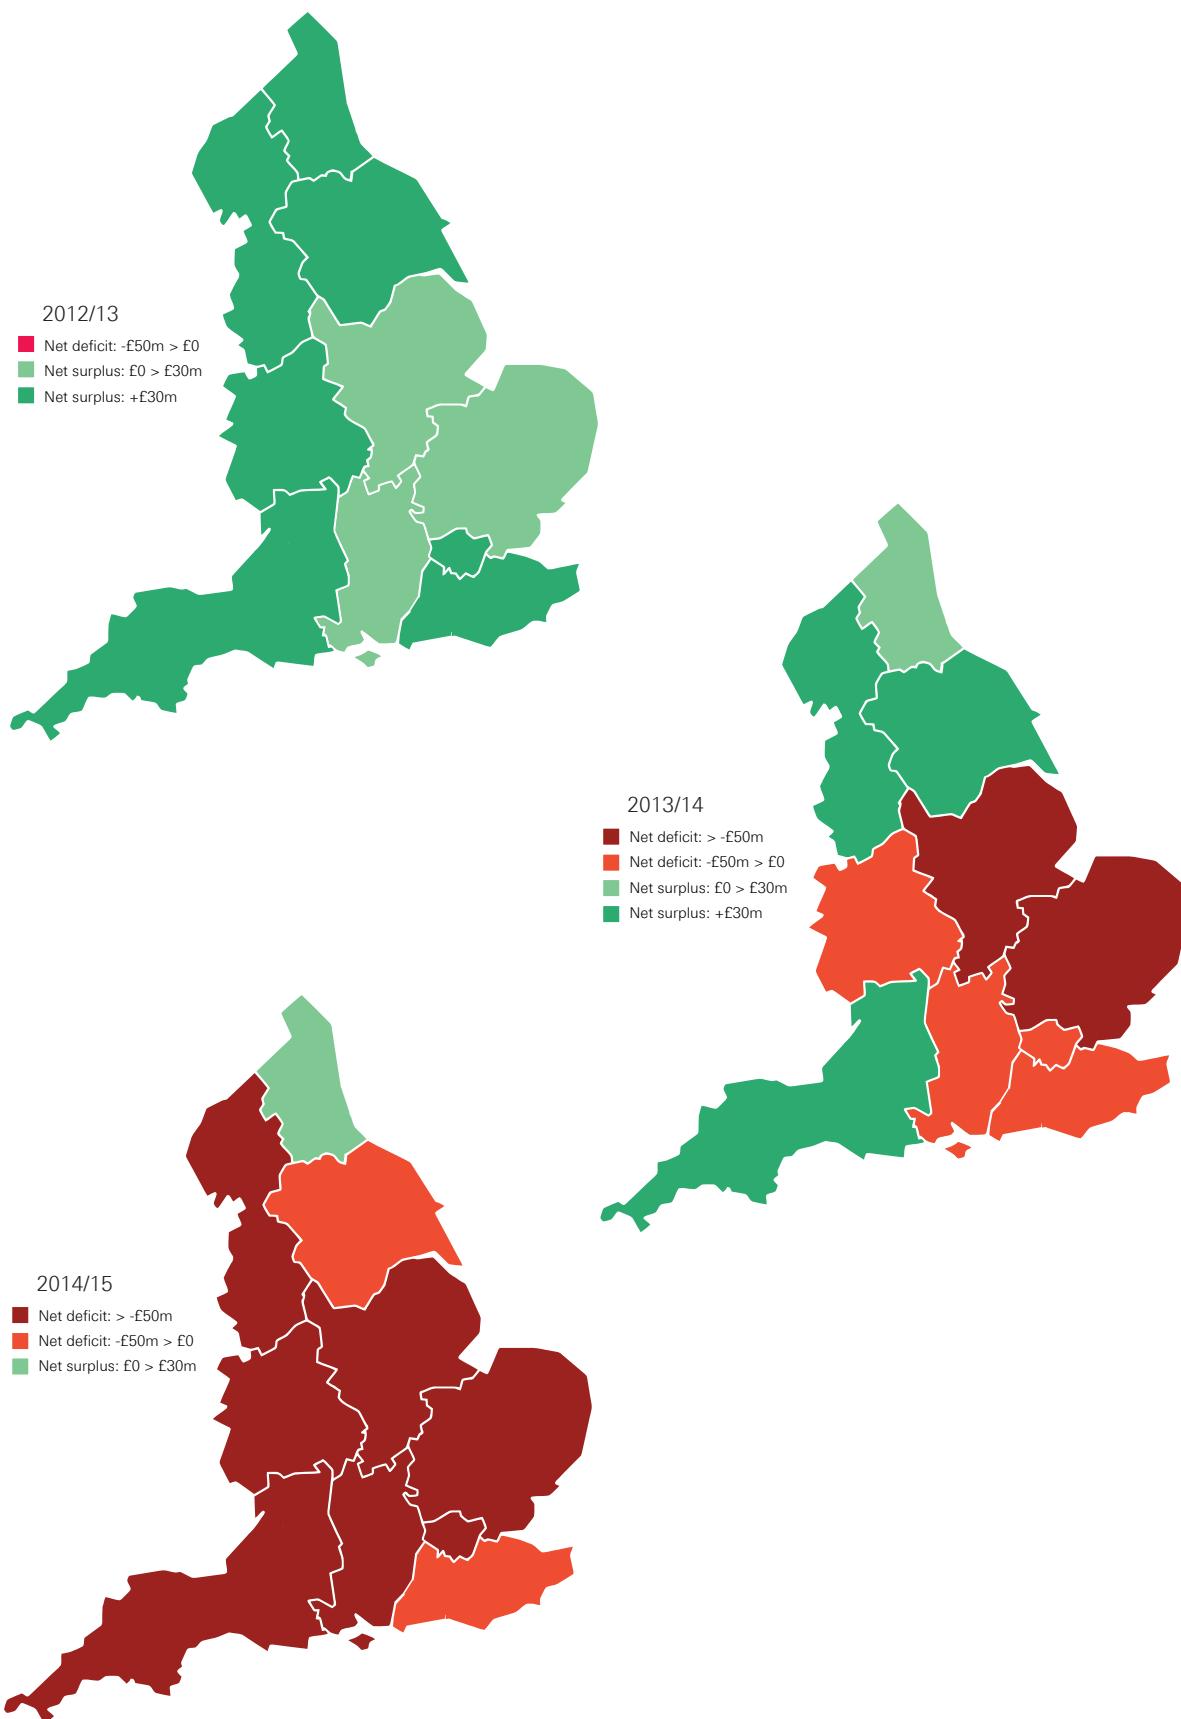 2012/13
Net deficit: -£50m > £0
Net surplus: £0 > £30m
Net surplus: +£30m
2013/14
Net deficit: > -£50m
Net deficit: -£50m > £0
Net surplus: £0 > £30m
Net surplus: +£30m
2014/15
Net deficit: > -£50m
Net deficit: -£50m > £0
Net surplus: £0 > £30m